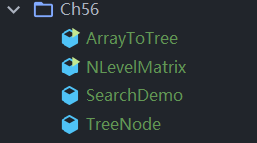 Ch56
ArrayToTree
NLevelMatrix
SearchDemo
TreeNode